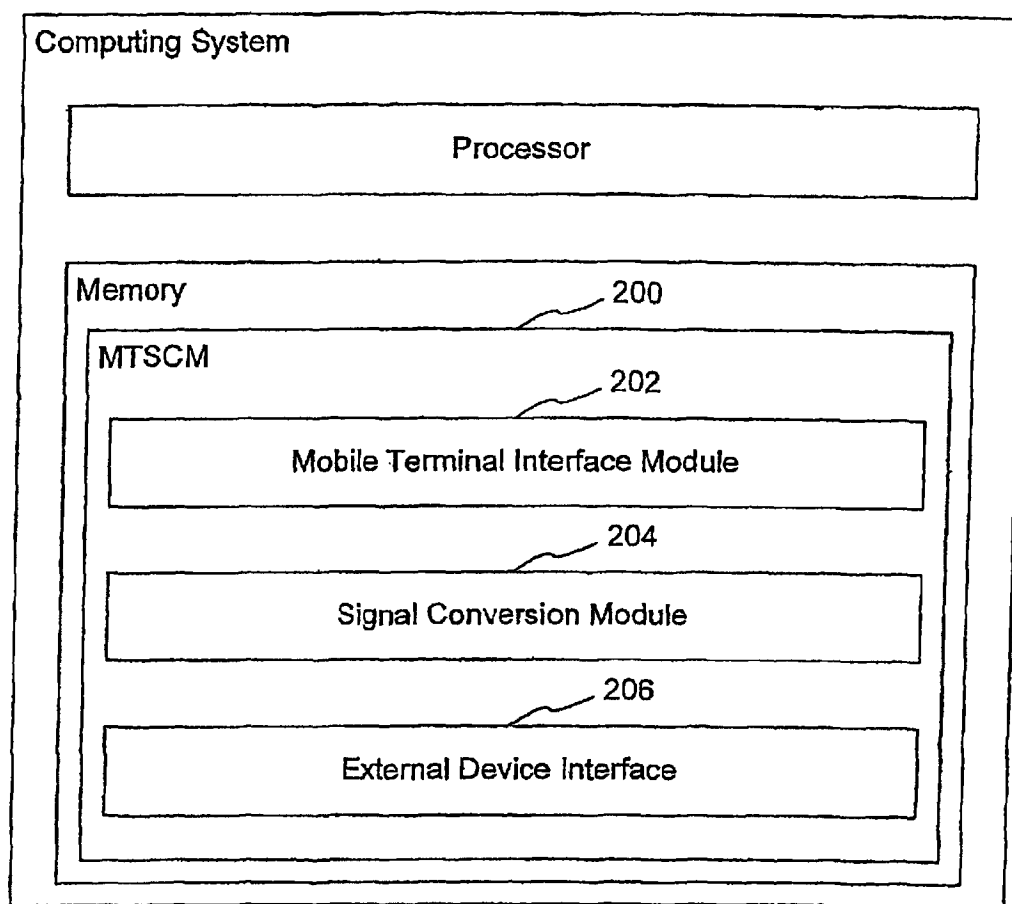 Computing System
Processor
Memory
200
MTSCM
202
Mobile Terminal Interface Module
204
Signal Conversion Module
206
External Device Interface